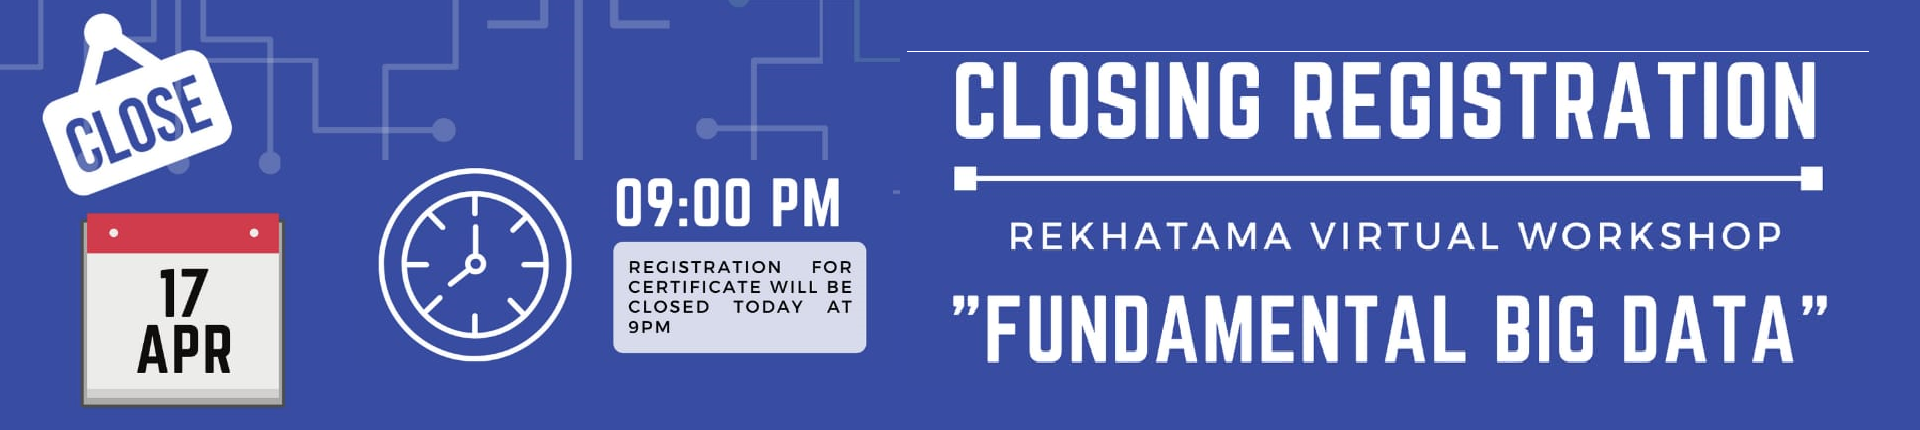 CLOSE
17
APR
09:00 PM
REGISTRATION FOR
CERTIFICATE WILL BE
CLOSED TODAY AT
9PM
CLOSING REGISTRATION
REKHATAMA VIRTUAL WORKSHOP
”FUNDAMENTAL BIG DATA”